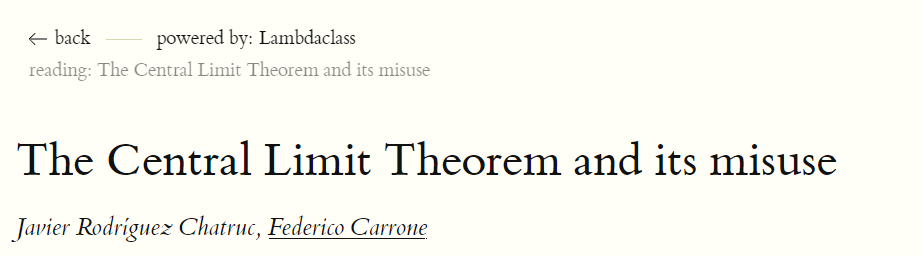 ← back powered by: Lambdaclass
reading: The Central Limit Theorem and its misuse
The Central Limit Theorem and its misuse
Javier Rodríguez Chatruc, Federico Carrone